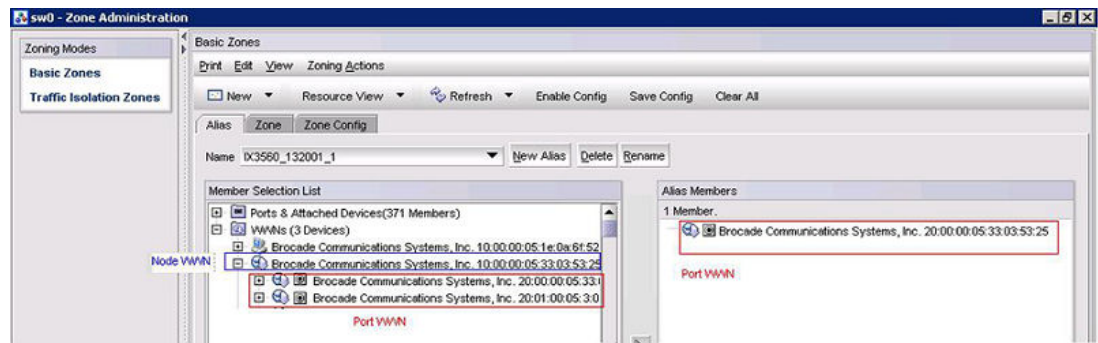 sw0 - Zone Administration
Zoning Modes
Basic Zones
Traffic Isolation Zones
Basic Zones
Print Edit View Zoning Actions
New Resource View Refresh Enable Config Save Config Clear All
Alias Zone Zone Config
Name IX3560_132001_1 New Alias Delete Rename
Member Selection List
Ports & Attached Devices(371 Members)
WWNs (3 Devices)
Brocade Communications Systems, Inc. 10:00:00:05:1e:0a:6f:52
Node WWN
Brocade Communications Systems, Inc. 10:00:00:05:33:03:53:25
Brocade Communications Systems, Inc. 20:00:00:05:33:
Brocade Communications Systems, Inc. 20:01:00:05:3:0
Port WWN
Alias Members
1 Member.
Brocade Communications Systems, Inc. 20:00:00:05:33:03:53:25
Port WWN